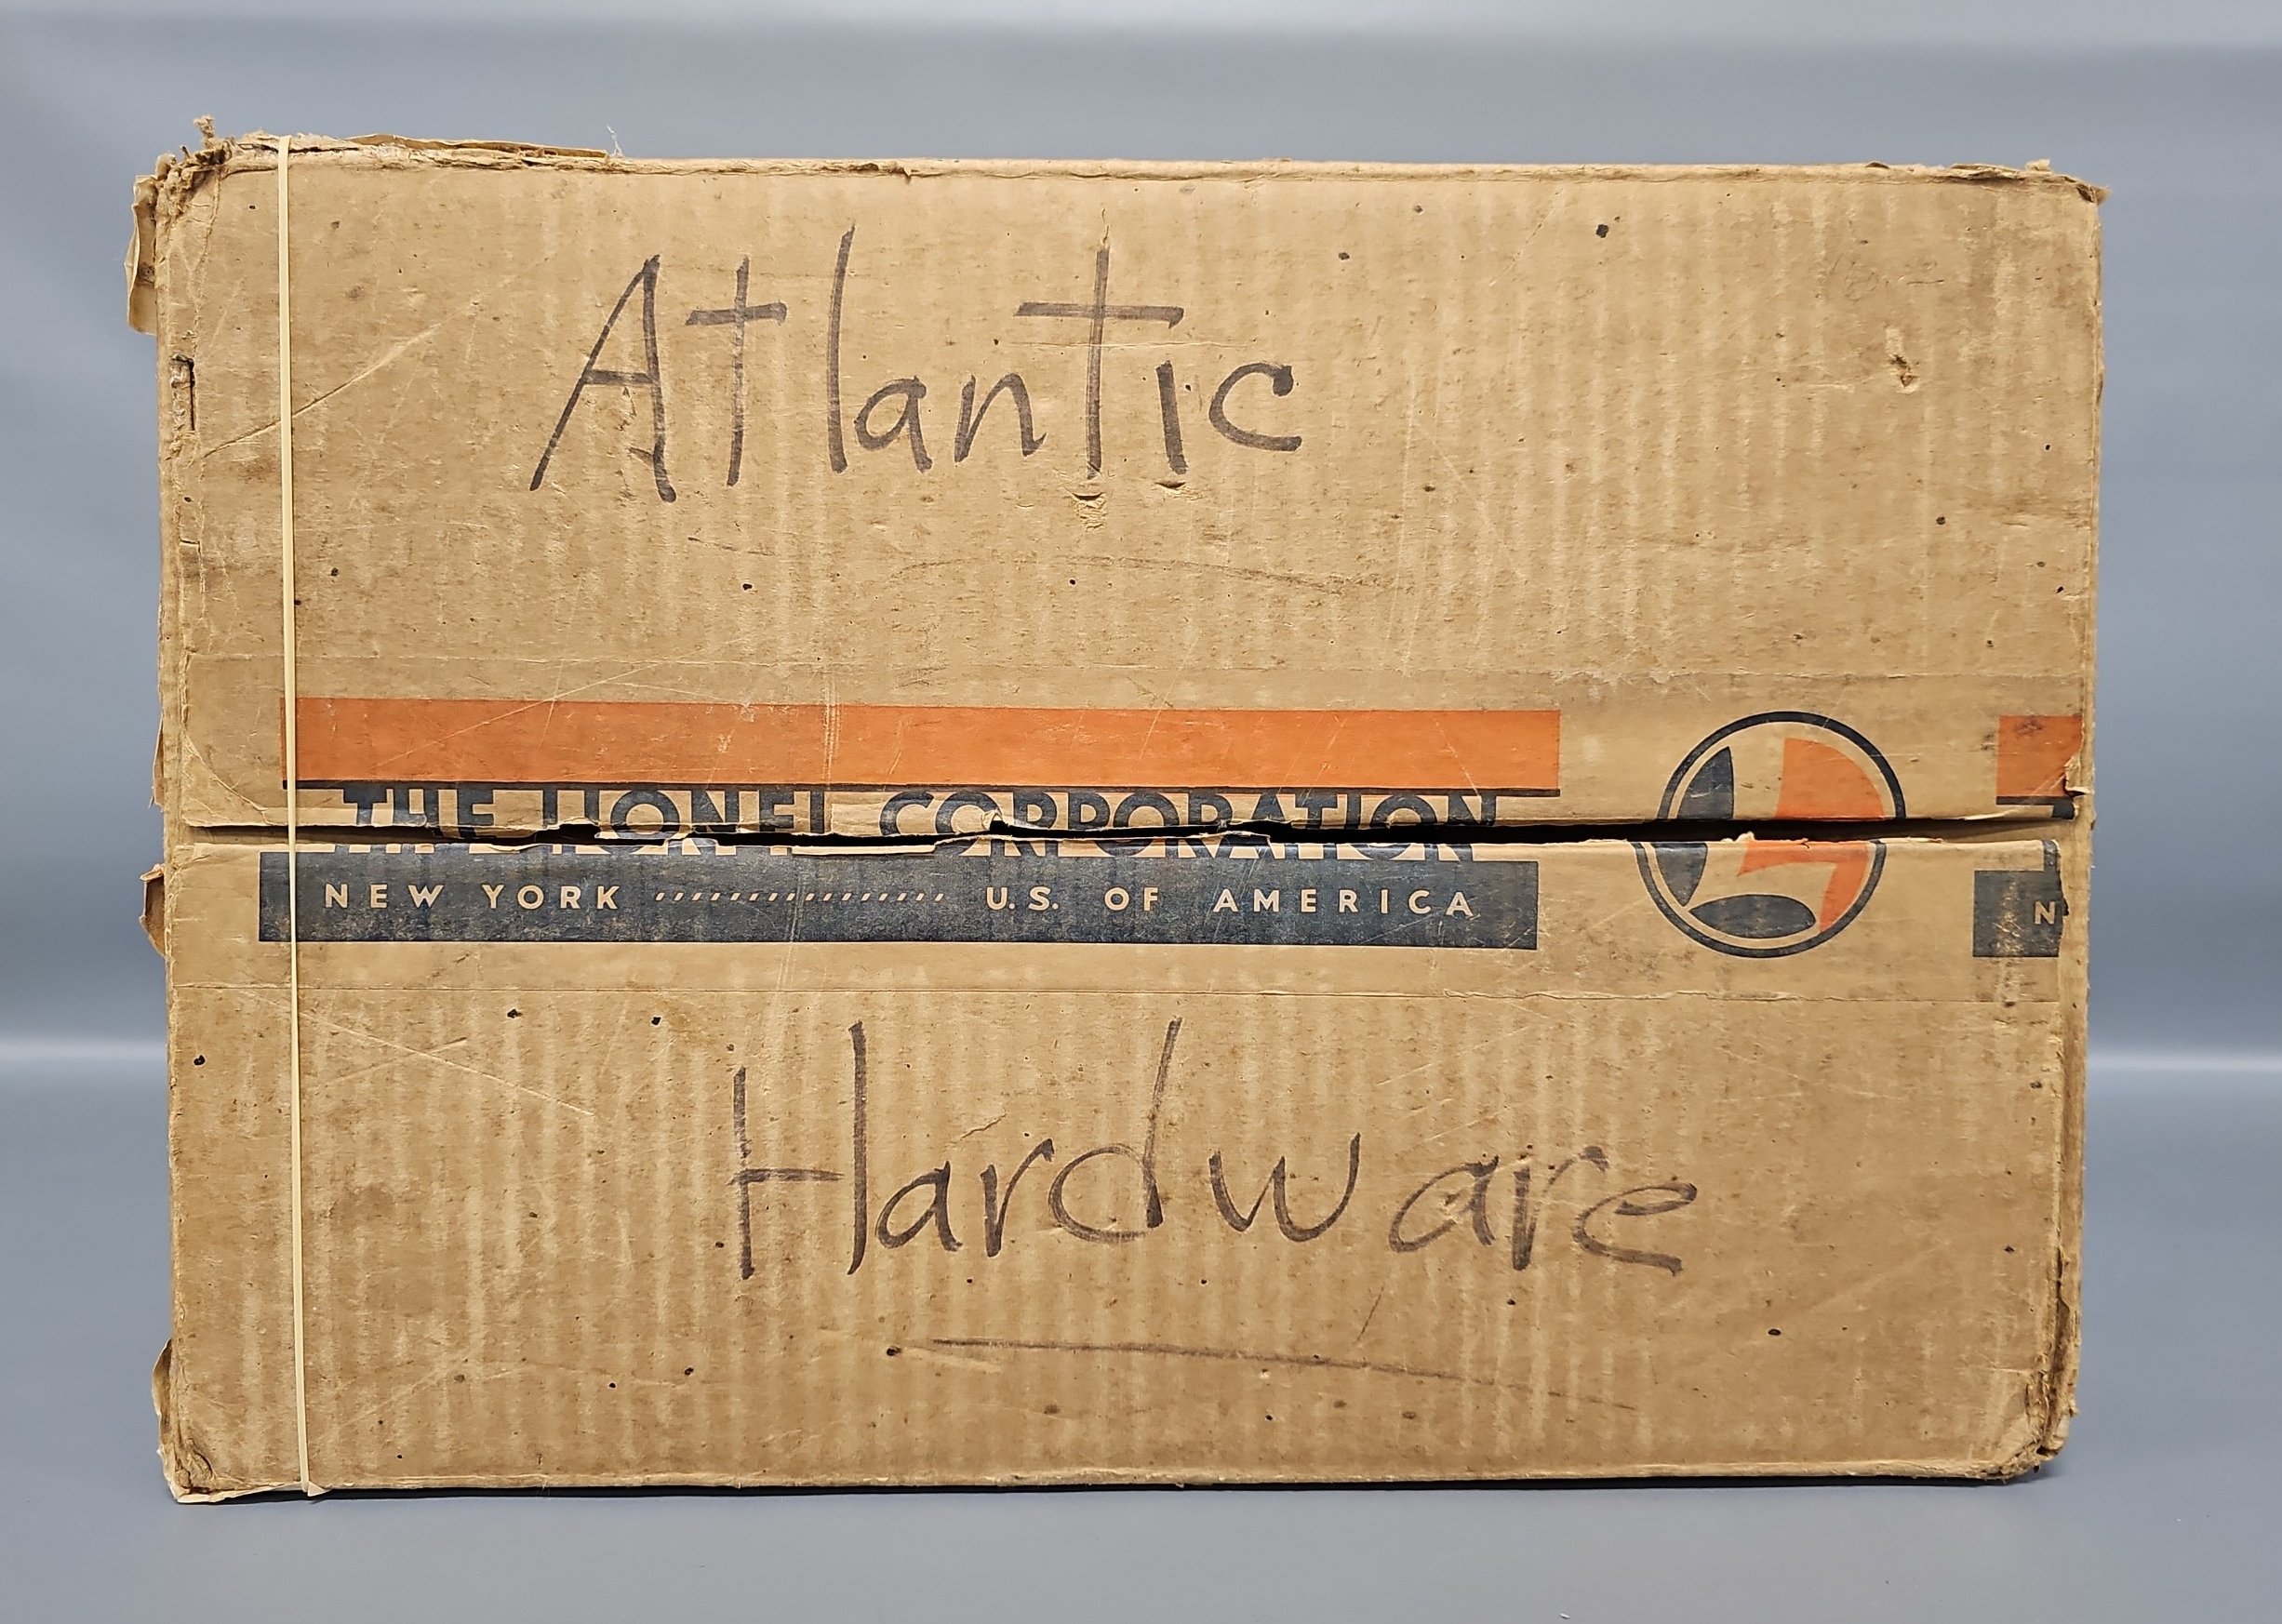 Atlantic
THE LIONEL CORPORATION
NEW YORK U.S. OF AMERICA
N
Hardware